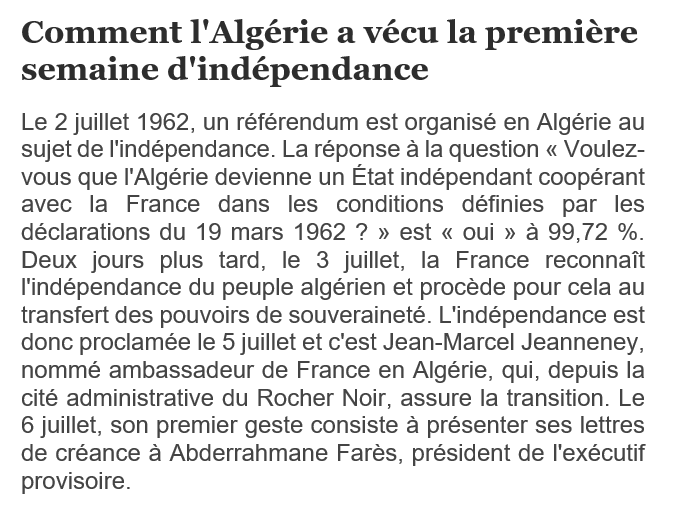 Comment l'Algérie a vécu la première
semaine d'indépendance
Le 2 juillet 1962, un référendum est organisé en Algérie au
sujet de l'indépendance. La réponse à la question « Voulez-
vous que l'Algérie devienne un État indépendant coopérant
avec la France dans les conditions définies par les
déclarations du 19 mars 1962 ? » est « oui » à 99,72 %.
Deux jours plus tard, le 3 juillet, la France reconnaît
l'indépendance du peuple algérien et procède pour cela au
transfert des pouvoirs de souveraineté. L'indépendance est
donc proclamée le 5 juillet et c'est Jean-Marcel Jeanneney,
nommé ambassadeur de France en Algérie, qui, depuis la
cité administrative du Rocher Noir, assure la transition. Le
6 juillet, son premier geste consiste à présenter ses lettres
de créance à Abderrahmane Farès, président de l'exécutif
provisoire.